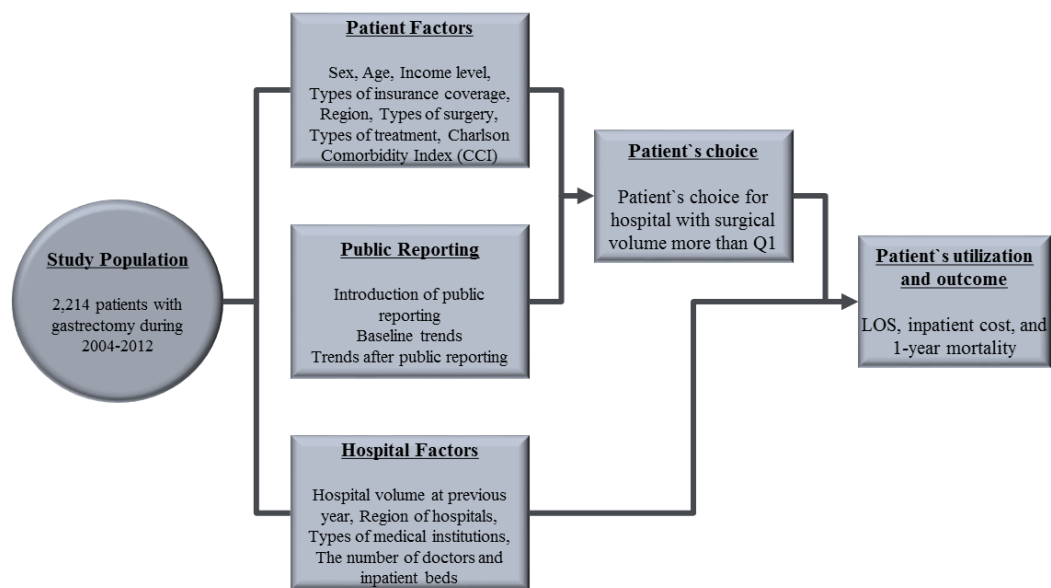 Study Population
2,214 patients with
gastrectomy during
2004-2012
Patient Factors
Sex, Age, Income level,
Types of insurance coverage,
Region, Types of surgery,
Types of treatment, Charlson
Comorbidity Index (CCI)
Public Reporting
Introduction of public
reporting
Baseline trends
Trends after public reporting
Hospital Factors
Hospital volume at previous
year, Region of hospitals,
Types of medical institutions,
The number of doctors and
inpatient beds
Patient`s choice
Patient`s choice for
hospital with surgical
volume more than Q1
Patient`s utilization
and outcome
LOS, inpatient cost, and
1-year mortality